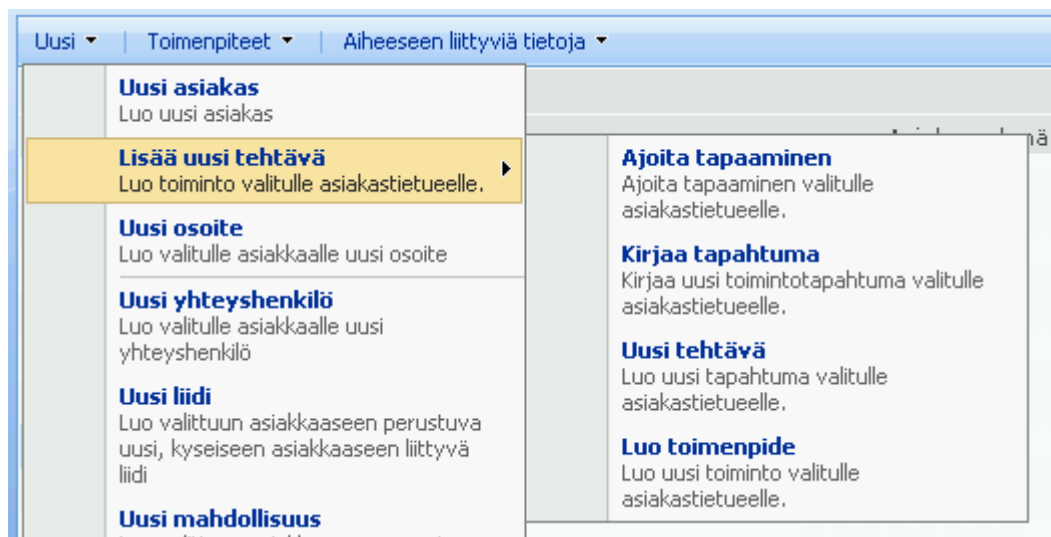 Uusi
Toimenpiteet
Aiheeseen liittyviä tietoja
Uusi asiakas
Luo uusi asiakas
Lisää uusi tehtävä
Luo toiminto valitulle asiakastietueelle.
Uusi osoite
Luo valitulle asiakkaalle uusi osoite
Uusi yhteyshenkilö
Luo valitulle asiakkaalle uusi
yhteyshenkilö
Uusi liidi
Luo valittuun asiakkaaseen perustuva
uusi, kyseiseen asiakkaaseen liittyvä
liidi
Uusi mahdollisuus
Ajoita tapaaminen
Ajoita tapaaminen valitulle
asiakastietueelle.
Kirjaa tapahtuma
Kirjaa uusi toimintotapahtuma valitulle
asiakastietueelle.
Uusi tehtävä
Luo uusi tapahtuma valitulle
asiakastietueelle.
Luo toimenpide
Luo uusi toiminto valitulle
asiakastietueelle.